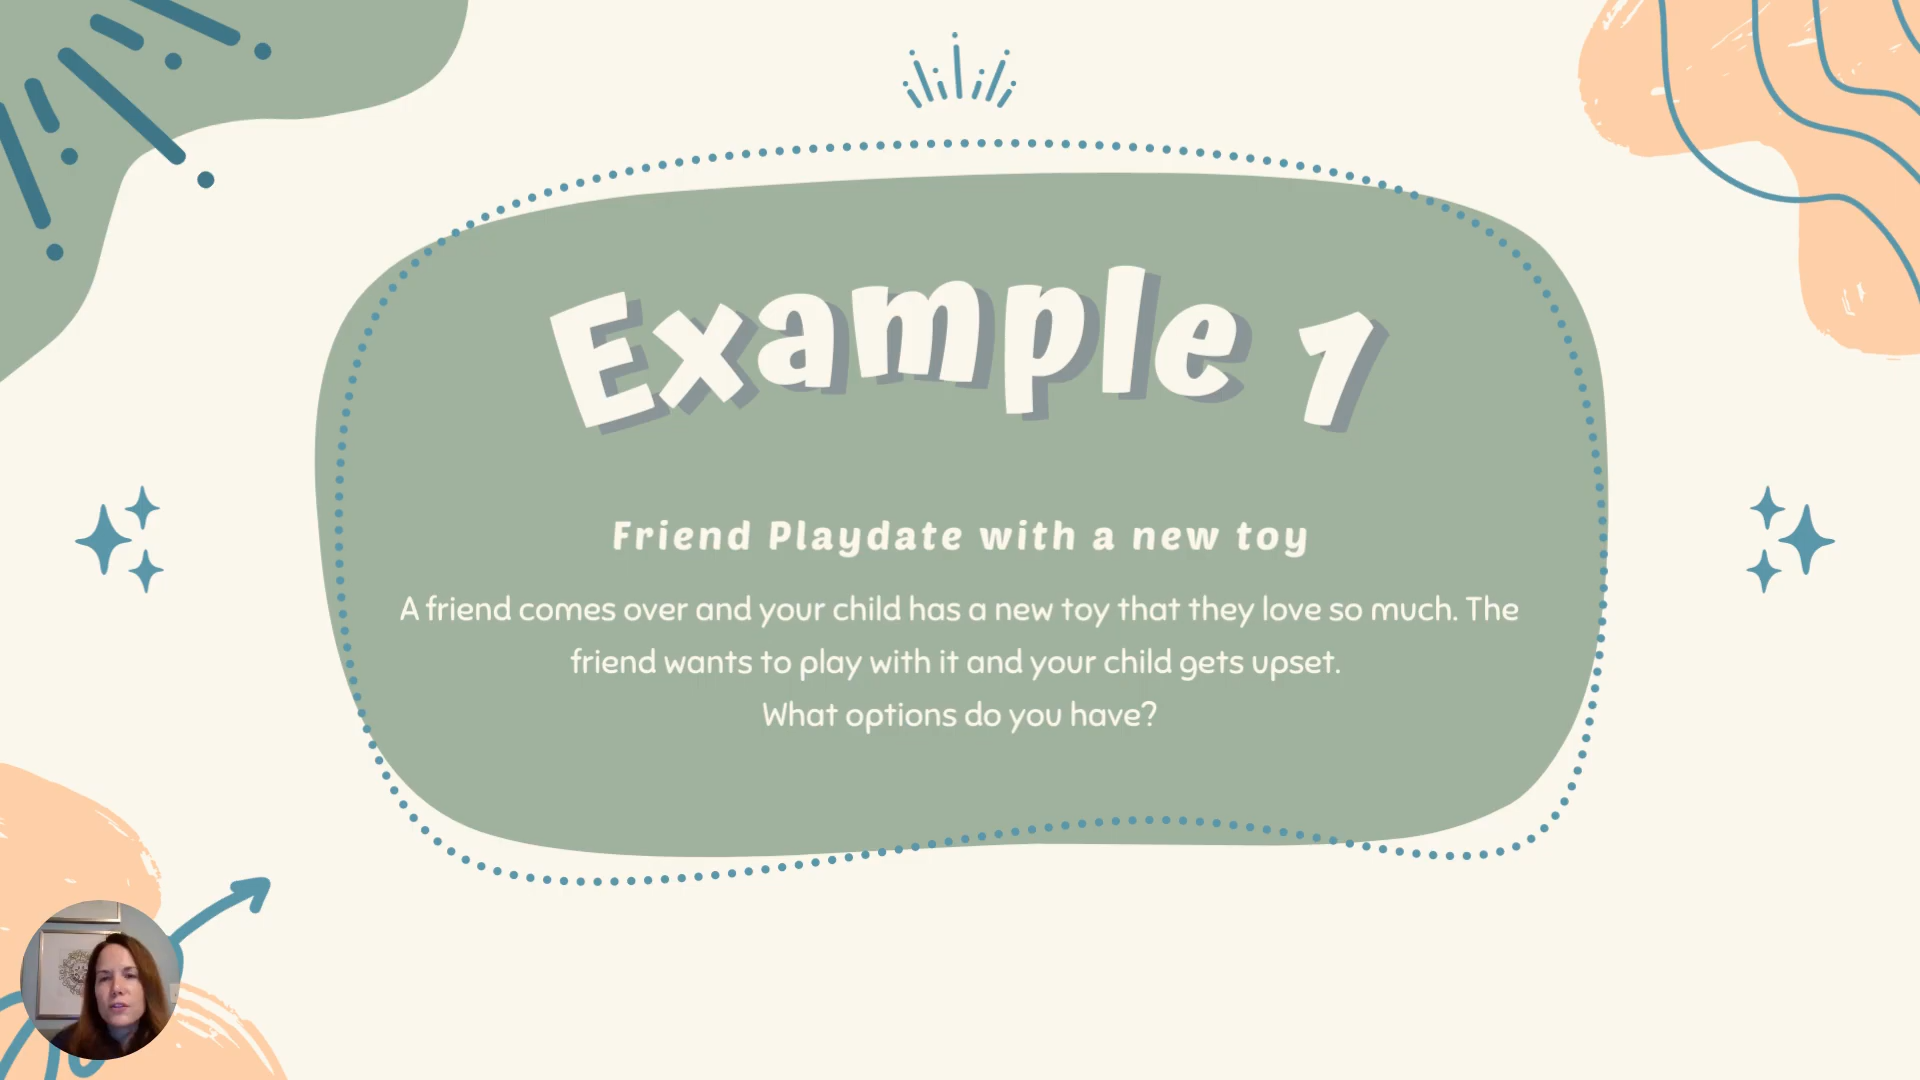 Example 1
Friend Playdate with a new toy
A friend comes over and your child has a new toy that they love so much. The
friend wants to play with it and your child gets upset.
What options do you have?